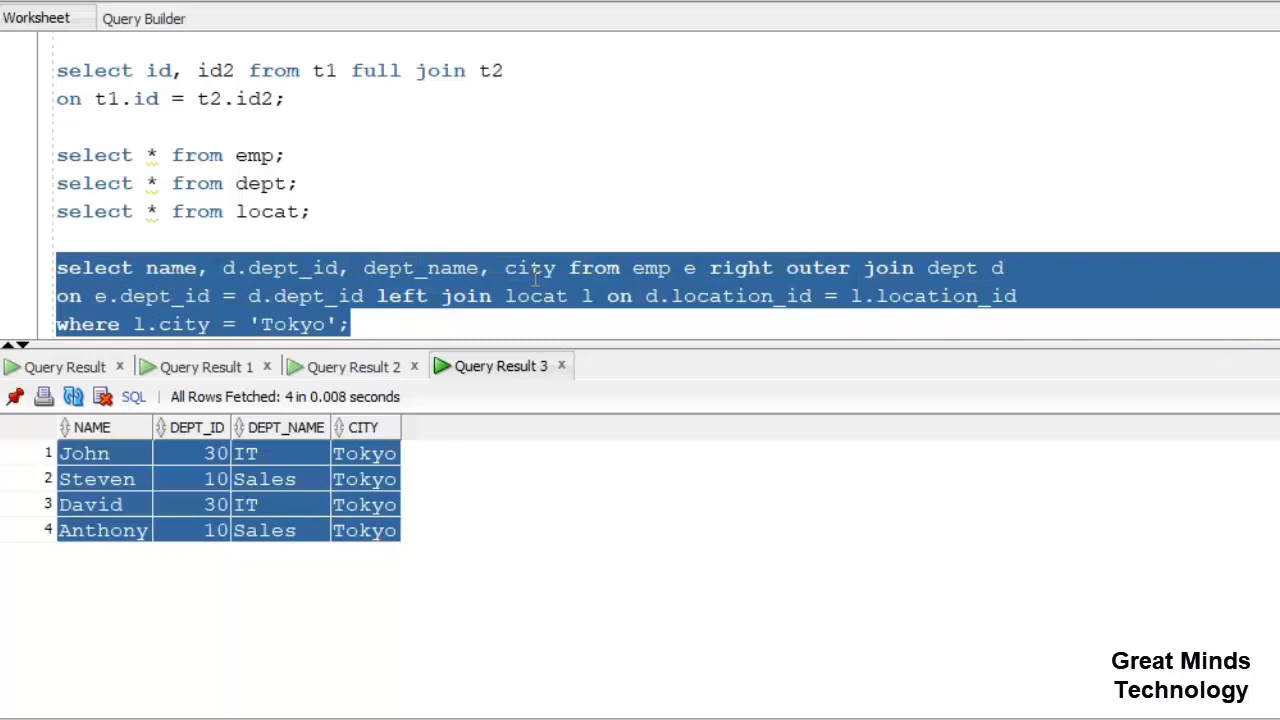 Worksheet Query Builder
select id, id2 from t1 full join t2
on t1.id = t2.id2;
select * from emp;
select * from dept;
select * from locat;
select name, d.dept_id, dept_name, city from emp e right outer join dept d
on e.dept_id = d.dept_id left join locat l on d.location_id = l.location_id
where l.city = 'Tokyo';
Query Result Query Result 1 Query Result 2 Query Result 3
SQL All Rows Fetched: 4 in 0.008 seconds
NAME DEPT_ID DEPT_NAME CITY
1 John 30 IT Tokyo
2 Steven 10 Sales Tokyo
3 David 30 IT Tokyo
4 Anthony 10 Sales Tokyo
Great Minds
Technology